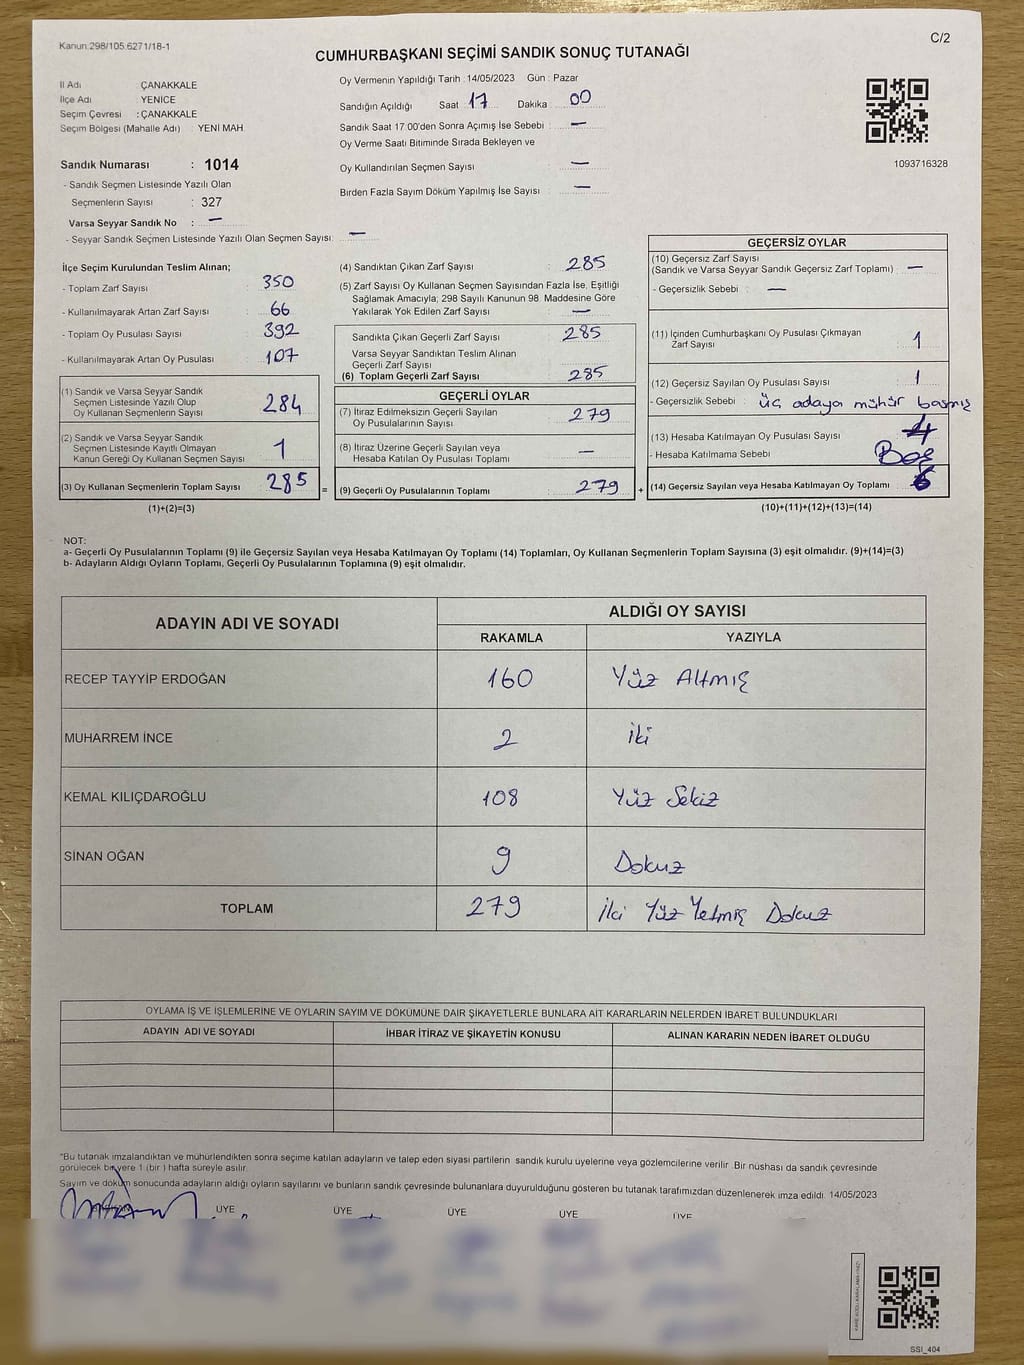 Kanun:298/105.6271/18-1
C/2
CUMHURBAŞKANI SEÇİMİ SANDIK SONUÇ TUTANAĞI
İl Adı ÇANAKKALE
İlçe Adı : YENİCE
Seçim Çevresi : ÇANAKKALE
Seçim Bölgesi (Mahalle Adı) : YENİ MAH
Sandık Numarası : 1014
- Sandık Seçmen Listesinde Yazılı Olan
Seçmenlerin Sayısı : 327
Varsa Seyyar Sandık No : —
- Seyyar Sandık Seçmen Listesinde Yazılı Olan Seçmen Sayısı: —
Oy Vermenin Yapıldığı Tarih : 14/05/2023 Gün : Pazar
Sandığın Açıldığı Saat 17 Dakika 00
Sandık Saat 17:00'den Sonra Açımış İse Sebebi : —
Oy Verme Saati Bitiminde Sırada Bekleyen ve
Oy Kullandırılan Seçmen Sayısı : —
Birden Fazla Sayım Döküm Yapılmış İse Sayısı : —
1093716328
İlçe Seçim Kurulundan Teslim Alınan;
- Toplam Zarf Sayısı : 350
- Kullanılmayarak Artan Zarf Sayısı : 66
- Toplam Oy Pusulası Sayısı : 392
- Kullanılmayarak Artan Oy Pusulası : 107
(1) Sandık ve Varsa Seyyar Sandık
Seçmen Listesinde Yazılı Olup
Oy Kullanan Seçmenlerin Sayısı 284
(2) Sandık ve Varsa Seyyar Sandık
Seçmen Listesinde Kayıtlı Olmayan
Kanun Gereği Oy Kullanan Seçmen Sayısı 1
(3) Oy Kullanan Seçmenlerin Toplam Sayısı 285 =
(1)+(2)=(3)
(4) Sandıktan Çıkan Zarf Sayısı : 285
(5) Zarf Sayısı Oy Kullanan Seçmen Sayısından Fazla İse, Eşitliği
Sağlamak Amacıyla; 298 Sayılı Kanunun 98. Maddesine Göre
Yakılarak Yok Edilen Zarf Sayısı : —
Sandıkta Çıkan Geçerli Zarf Sayısı : 285
Varsa Seyyar Sandıktan Teslim Alınan
Geçerli Zarf Sayısı :
(6) Toplam Geçerli Zarf Sayısı : 285
GEÇERLİ OYLAR
(7) İtiraz Edilmeksizin Geçerli Sayılan
Oy Pusulalarının Sayısı : 279
(8) İtiraz Üzerine Geçerli Sayılan veya
Hesaba Katılan Oy Pusulası Toplamı : —
(9) Geçerli Oy Pusulalarının Toplamı : 279 +
GEÇERSİZ OYLAR
(10) Geçersiz Zarf Sayısı
(Sandık ve Varsa Seyyar Sandık Geçersiz Zarf Toplamı) : —
- Geçersizlik Sebebi : —
(11) İçinden Cumhurbaşkanı Oy Pusulası Çıkmayan
Zarf Sayısı : 1
(12) Geçersiz Sayılan Oy Pusulası Sayısı : 1
- Geçersizlik Sebebi : üç adaya mühür basmış
(13) Hesaba Katılmayan Oy Pusulası Sayısı : 4
- Hesaba Katılmama Sebebi : Boş
(14) Geçersiz Sayılan veya Hesaba Katılmayan Oy Toplamı : 6
(10)+(11)+(12)+(13)=(14)
NOT:
a- Geçerli Oy Pusulalarının Toplamı (9) ile Geçersiz Sayılan veya Hesaba Katılmayan Oy Toplamı (14) Toplamları, Oy Kullanan Seçmenlerin Toplam Sayısına (3) eşit olmalıdır. (9)+(14)=(3)
b- Adayların Aldığı Oyların Toplamı, Geçerli Oy Pusulalarının Toplamına (9) eşit olmalıdır.
ADAYIN ADI VE SOYADI ALDIĞI OY SAYISI
RAKAMLA YAZIYLA
RECEP TAYYİP ERDOĞAN 160 Yüz Altmış
MUHARREM İNCE 2 İki
KEMAL KILIÇDAROĞLU 108 Yüz Sekiz
SİNAN OĞAN 9 Dokuz
TOPLAM 279 İki Yüz Yetmiş Dokuz
OYLAMA İŞ VE İŞLEMLERİNE VE OYLARIN SAYIM VE DÖKÜMÜNE DAİR ŞİKAYETLERLE BUNLARA AİT KARARLARIN NELERDEN İBARET BULUNDUKLARI
ADAYIN ADI VE SOYADI İHBAR İTİRAZ VE ŞİKAYETİN KONUSU ALINAN KARARIN NEDEN İBARET OLDUĞU
*Bu tutanak imzalandıktan ve mühürlendikten sonra seçime katılan adayların ve talep eden siyasi partilerin sandık kurulu üyelerine veya gözlemcilerine verilir .Bir nüshası da sandık çevresinde
görülecek bir yere 1 (bir ) hafta süreyle asılır.
Sayım ve döküm sonucunda adayların aldığı oyların sayılarını ve bunların sandık çevresinde bulunanlara duyurulduğunu gösteren bu tutanak tarafımızdan düzenlenerek imza edildi. 14/05/2023
ÜYE ÜYE ÜYE ÜYE ÜYE
SSI_404